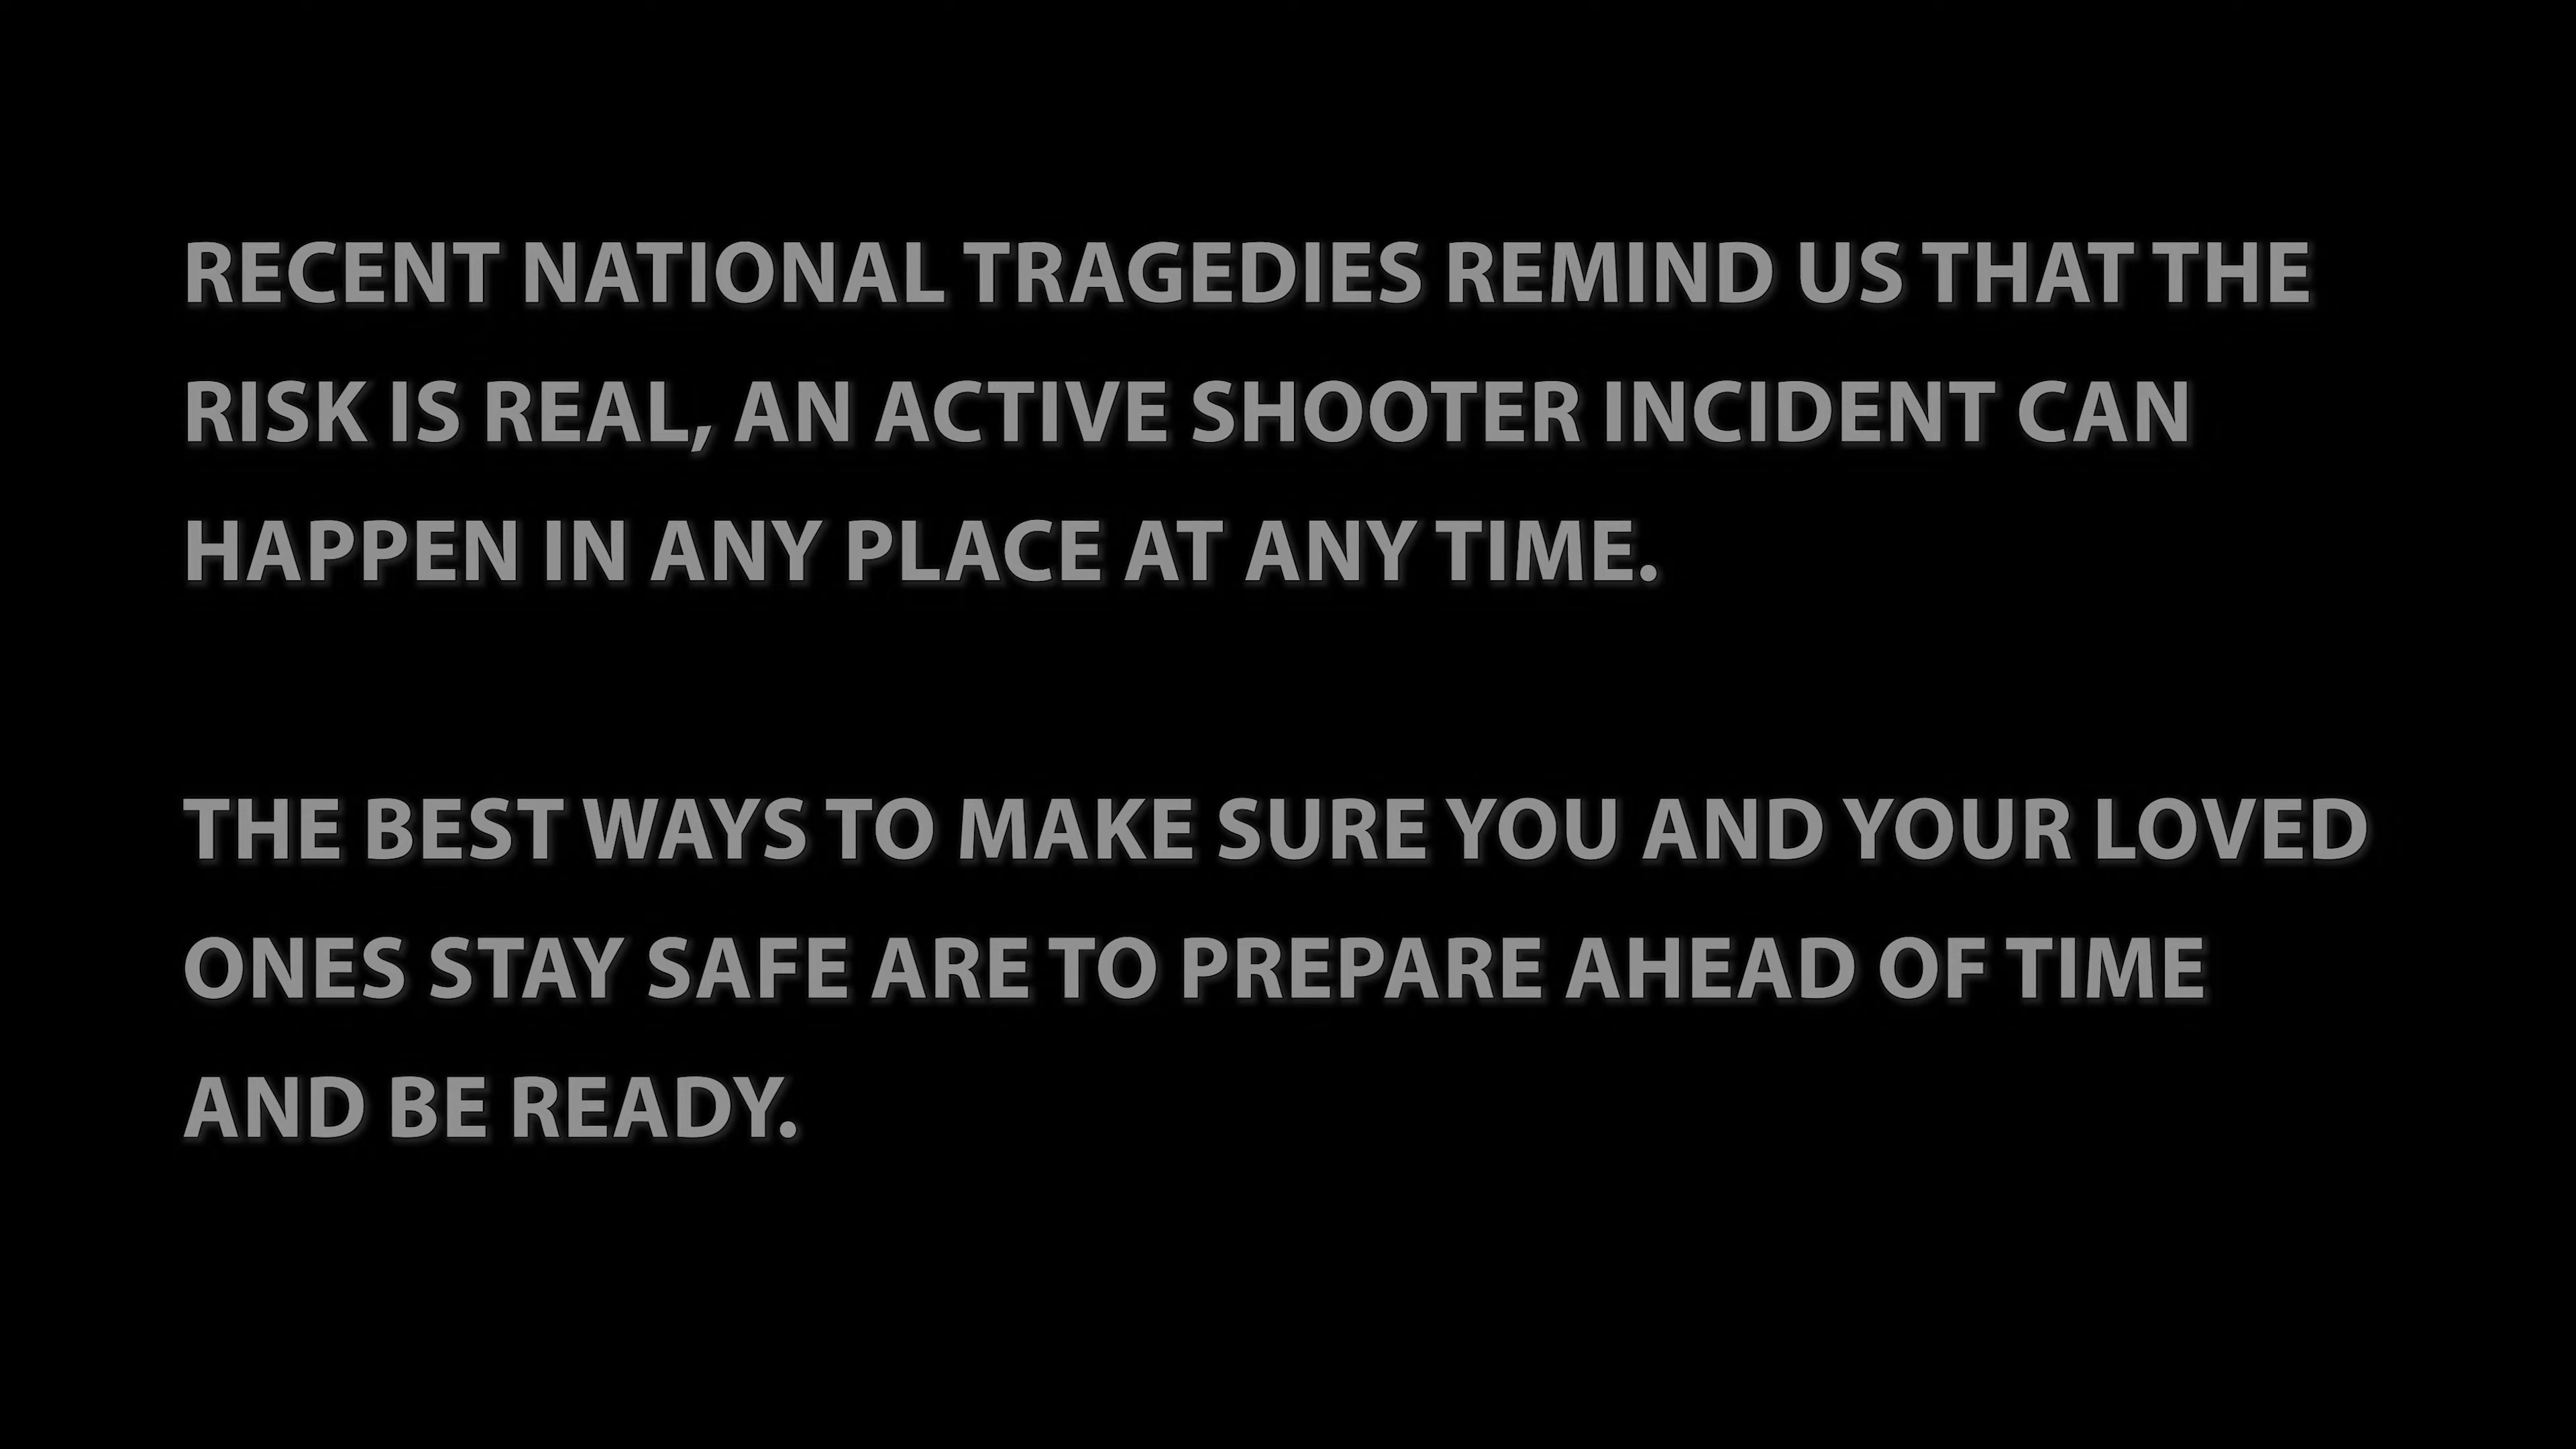 RECENT NATIONAL TRAGEDIES REMIND US THAT THE
RISK IS REAL, AN ACTIVE SHOOTER INCIDENT CAN
HAPPEN IN ANY PLACE AT ANY TIME.
THE BEST WAYS TO MAKE SURE YOU AND YOUR LOVED
ONES STAY SAFE ARE TO PREPARE AHEAD OF TIME
AND BE READY.